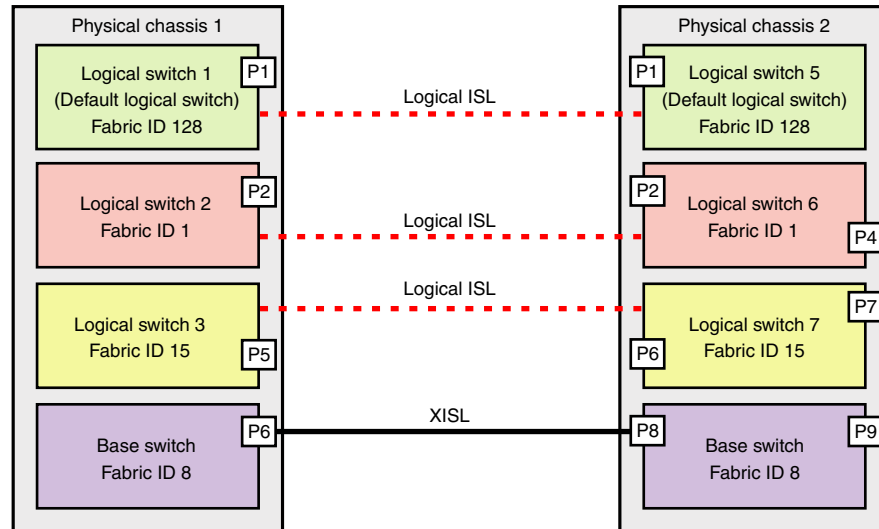 Physical chassis 1
Physical chassis 2
Logical switch 1
(Default logical switch)
Fabric ID 128
P1
Logical ISL
P1
Logical switch 5
(Default logical switch)
Fabric ID 128
Logical switch 2
Fabric ID 1
P2
Logical ISL
P2
Logical switch 6
Fabric ID 1
P4
Logical switch 3
Fabric ID 15
P5
Logical ISL
P6
Logical switch 7
Fabric ID 15
P7
Base switch
Fabric ID 8
P6
XISL
P8
Base switch
Fabric ID 8
P9